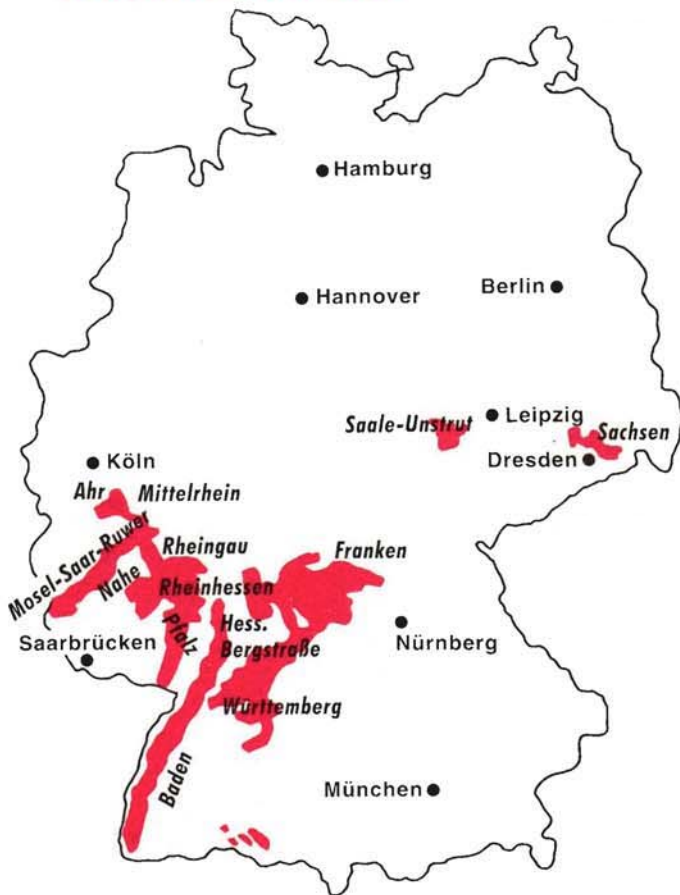 Hamburg
Hannover
Berlin
Saale-Unstrut
Leipzig
Sachsen
Dresden
Köln
Ahr
Mittelrhein
Mosel-Saar-Ruwer
Rheingau
Franken
Nahe
Rheinhessen
Pfalz
Hess.
Bergstraße
Saarbrücken
Nürnberg
Württemberg
Baden
München